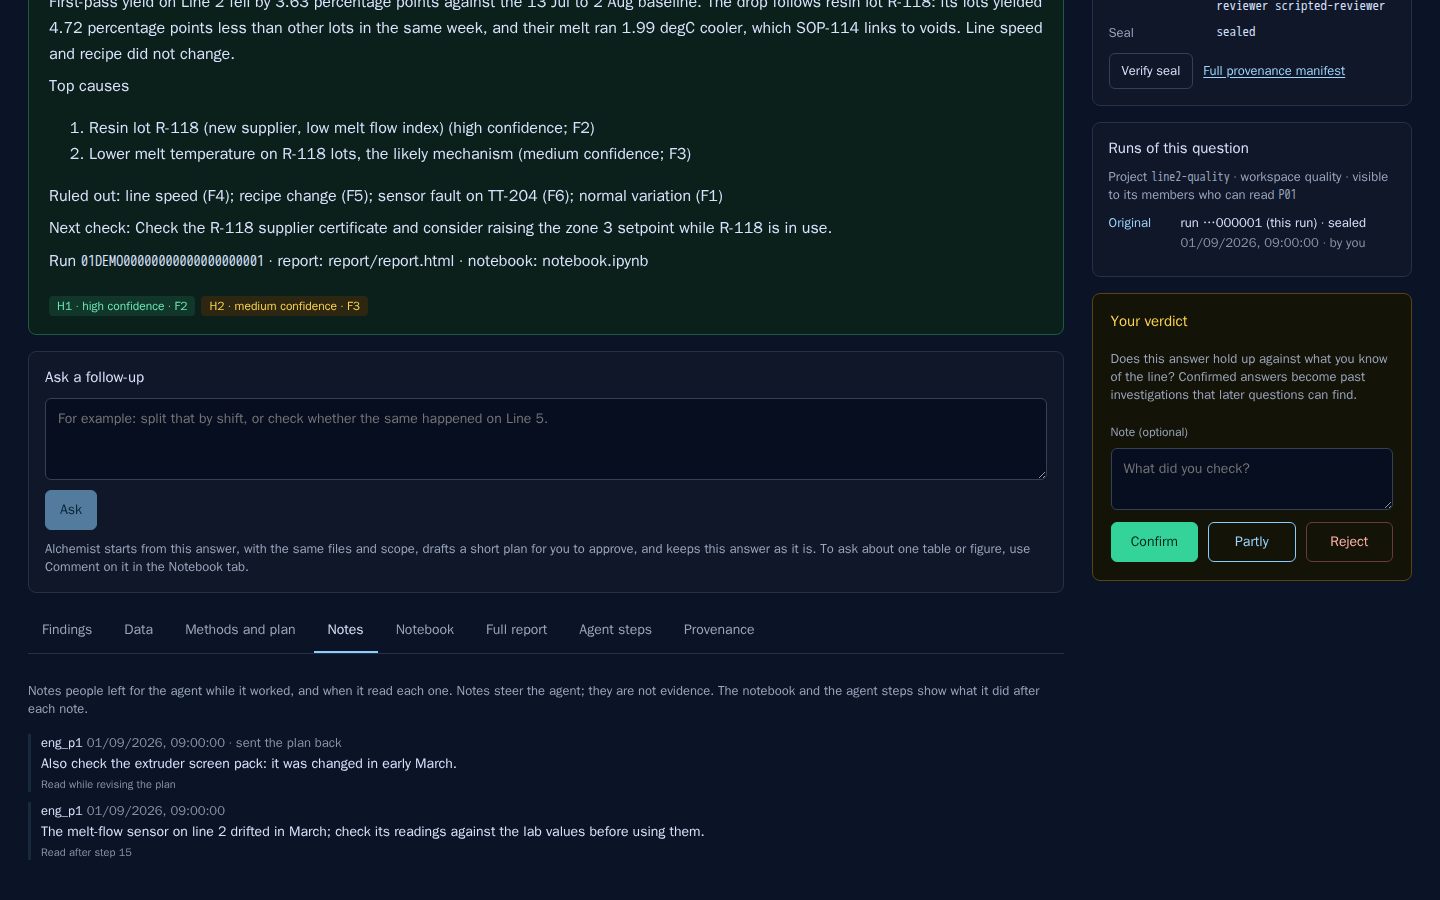 First-pass yield on Line 2 fell by 3.63 percentage points against the 13 Jul to 2 Aug baseline. The drop follows resin lot R-118: its lots yielded
4.72 percentage points less than other lots in the same week, and their melt ran 1.99 degC cooler, which SOP-114 links to voids. Line speed
and recipe did not change.
Top causes
1. Resin lot R-118 (new supplier, low melt flow index) (high confidence; F2)
2. Lower melt temperature on R-118 lots, the likely mechanism (medium confidence; F3)
Ruled out: line speed (F4); recipe change (F5); sensor fault on TT-204 (F6); normal variation (F1)
Next check: Check the R-118 supplier certificate and consider raising the zone 3 setpoint while R-118 is in use.
Run 01DEMO00000000000000000001 · report: report/report.html · notebook: notebook.ipynb
H1 · high confidence · F2 H2 · medium confidence · F3
Ask a follow-up
For example: split that by shift, or check whether the same happened on Line 5.
Ask
Alchemist starts from this answer, with the same files and scope, drafts a short plan for you to approve, and keeps this answer as it is. To ask about one table or figure, use
Comment on it in the Notebook tab.
Findings Data Methods and plan Notes Notebook Full report Agent steps Provenance
Notes people left for the agent while it worked, and when it read each one. Notes steer the agent; they are not evidence. The notebook and the agent steps show what it did after
each note.
eng_p1 01/09/2026, 09:00:00 · sent the plan back
Also check the extruder screen pack: it was changed in early March.
Read while revising the plan
eng_p1 01/09/2026, 09:00:00
The melt-flow sensor on line 2 drifted in March; check its readings against the lab values before using them.
Read after step 15
reviewer scripted-reviewer
Seal sealed
Verify seal Full provenance manifest
Runs of this question
Project line2-quality · workspace quality · visible
to its members who can read P01
Original run ···000001 (this run) · sealed
01/09/2026, 09:00:00 · by you
Your verdict
Does this answer hold up against what you know
of the line? Confirmed answers become past
investigations that later questions can find.
Note (optional)
What did you check?
Confirm Partly Reject